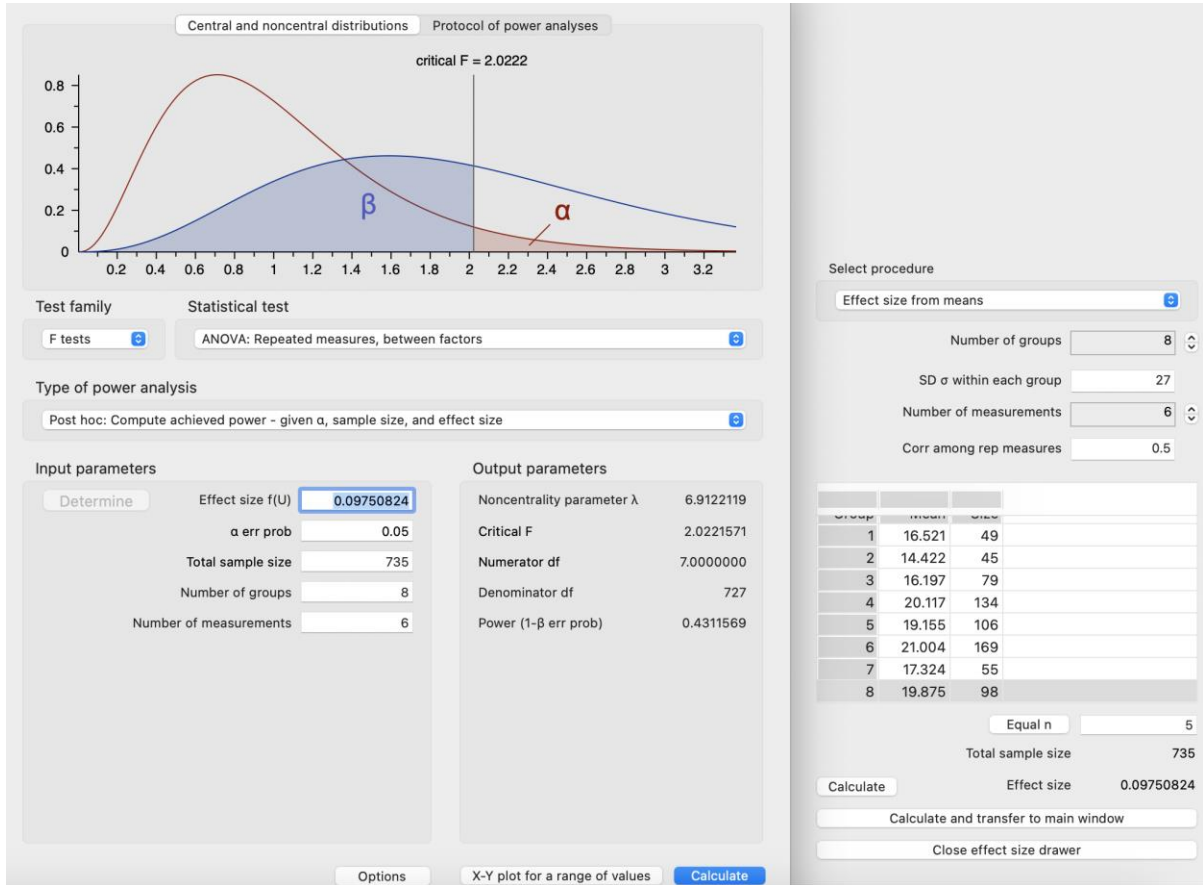 Central and noncentral distributions Protocol of power analyses
critical F = 2.0222
0.8
0.6
0.4
0.2
0
β
α
0.2 0.4 0.6 0.8 1 1.2 1.4 1.6 1.8 2 2.2 2.4 2.6 2.8 3 3.2
Test family Statistical test
F tests ANOVA: Repeated measures, between factors
Type of power analysis
Post hoc: Compute achieved power - given α, sample size, and effect size
Input parameters
Determine Effect size f(U) 0.09750824
α err prob 0.05
Total sample size 735
Number of groups 8
Number of measurements 6
Output parameters
Noncentrality parameter λ 6.9122119
Critical F 2.0221571
Numerator df 7.0000000
Denominator df 727
Power (1-β err prob) 0.4311569
Options X-Y plot for a range of values Calculate
Select procedure
Effect size from means
Number of groups 8
SD σ within each group 27
Number of measurements 6
Corr among rep measures 0.5
Group Mean Size
1 16.521 49
2 14.422 45
3 16.197 79
4 20.117 134
5 19.155 106
6 21.004 169
7 17.324 55
8 19.875 98
Equal n 5
Total sample size 735
Calculate Effect size 0.09750824
Calculate and transfer to main window
Close effect size drawer